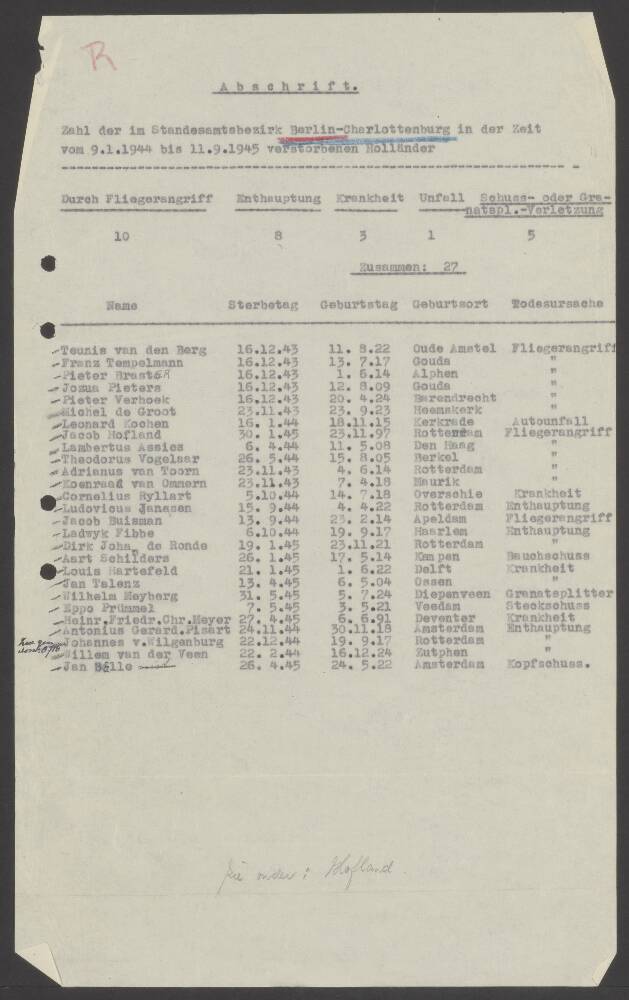 R
Abschrift.
Zahl der im Standesamtsbezirk Berlin-Charlottenburg in der Zeit
vom 9.1.1944 bis 11.9.1945 verstorbenen Holländer
Durch Fliegerangriff Enthauptung Krankheit Unfall Schuss- oder Gra-
natspl.-Verletzung
10 8 3 1 5
Zusammen: 27
Name Sterbetag Geburtstag Geburtsort Todesursache
-Teunis van den Berg 16.12.43 11. 8.22 Oude Amstel Fliegerangriff
-Franz Tempelmann 16.12.43 13. 7.17 Gouda "
-Pieter Braster 16.12.43 1. 6.14 Alphen "
-Jozua Pieters 16.12.43 12. 8.09 Gouda "
-Pieter Verhoek 16.12.43 20. 4.24 Barendrecht "
-Michel de Groot 23.11.43 23. 9.23 Heemskerk "
-Leonard Kochen 16. 1.44 18.11.15 Kerkrade Autounfall
-Jacob Hofland 30. 1.45 23.11.97 Rotterdam Fliegerangriff
-Lambertus Assies 6. 4.44 11. 5.08 Den Haag "
-Theodorus Vogelaar 26. 5.44 15. 8.05 Berkel "
-Adrianus van Toorn 23.11.43 4. 6.14 Rotterdam "
-Koenraad van Ommern 23.11.43 7. 4.18 Maurik "
-Cornelius Ryllart 5.10.44 14. 7.18 Overschie Krankheit
-Ludovicus Janssen 15. 9.44 4. 4.22 Rotterdam Enthauptung
-Jacob Buisman 13. 9.44 23. 2.14 Apeldam Fliegerangriff
-Ladwyk Fibbe 6.10.44 19. 9.17 Haarlem Enthauptung
-Dirk Joha. de Ronde 19. 1.45 23.11.21 Rotterdam "
-Aart Schilders 26. 1.45 17. 5.14 Kampen Bauchschuss
-Louis Hartefeld 21. 1.45 1. 6.22 Delft Krankheit
-Jan Talenz 13. 4.45 6. 5.04 Ossen "
-Wilhelm Meyberg 31. 5.45 5. 7.24 Diepenveen Granatsplitter
-Eppo Prümmel 7. 5.45 3. 5.21 Veedam Steckschuss
-Heinr.Friedr.Chr.Meyer 27. 4.45 6. 6.91 Deventer Krankheit
-Antonius Gerard.Pisart 24.11.44 30.11.18 Amsterdam Enthauptung
-Johannes v.Wilgenburg 22.12.44 19. 9.17 Rotterdam "
-Willem van der Veen 22. 2.44 16.12.24 Zutphen "
-Jan Bälle 26. 4.45 24. 5.22 Amsterdam Kopfschuss.
zie onder: Hofland.